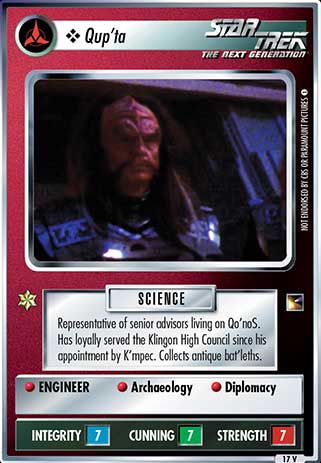 Qup'ta
STAR TREK
THE NEXT GENERATION
NOT ENDORSED BY CBS OR PARAMOUNT PICTURES
SCIENCE
Representative of senior advisors living on Qo'noS.
Has loyally served the Klingon High Council since his
appointment by K'mpec. Collects antique bat'leths.
ENGINEER Archaeology Diplomacy
INTEGRITY 7 CUNNING 7 STRENGTH 7
17 V